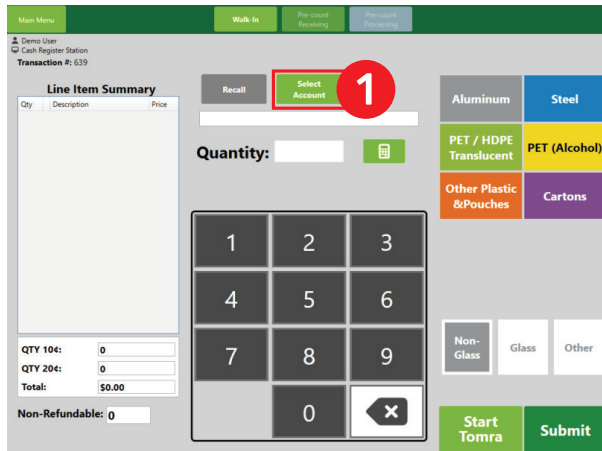 Main Menu
Walk-In
Pre-count
Receiving
Pre-count
Processing
Demo User
Cash Register Station
Transaction #: 639
Line Item Summary
Qty Description Price
Recall
Select
Account
1
Quantity:
Aluminum
Steel
PET / HDPE
Translucent
PET (Alcohol)
Other Plastic
&Pouches
Cartons
1 2 3
4 5 6
7 8 9
0
Non-
Glass
Glass
Other
QTY 10¢: 0
QTY 20¢: 0
Total: $0.00
Non-Refundable: 0
Start
Tomra
Submit